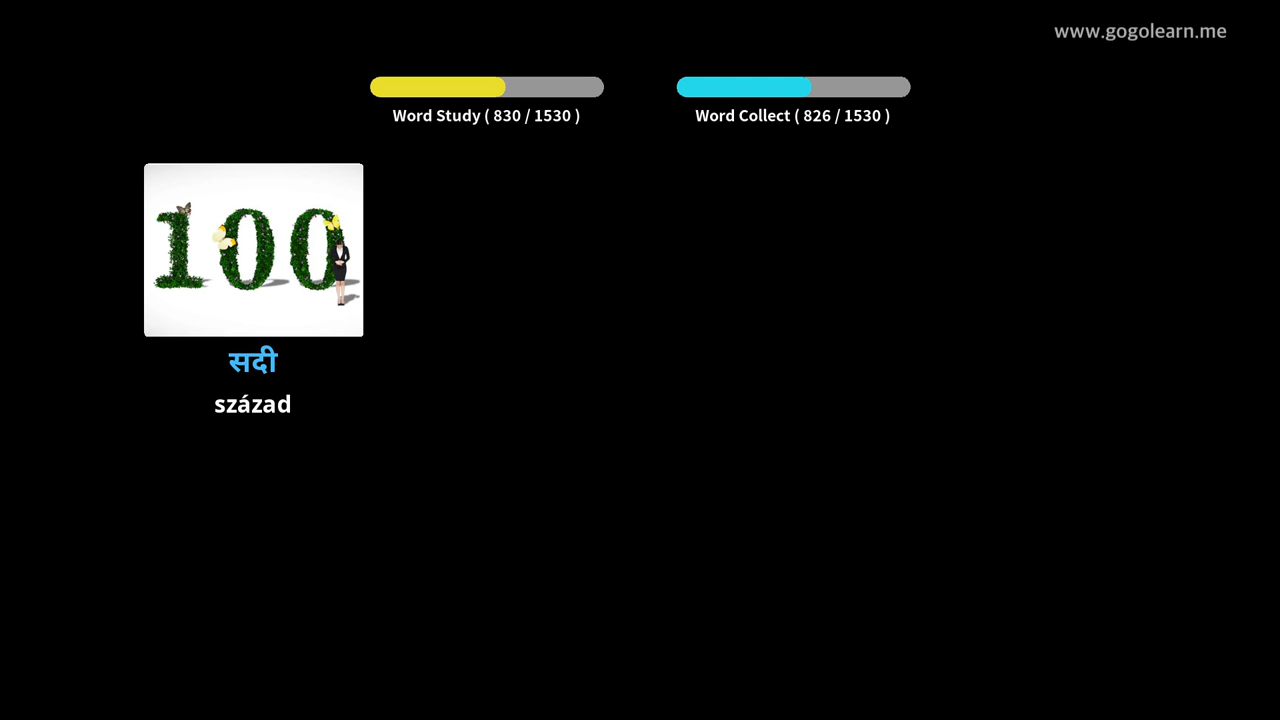 www.gogolearn.me
Word Study ( 830 / 1530 )
Word Collect ( 826 / 1530 )
100
सदी
század